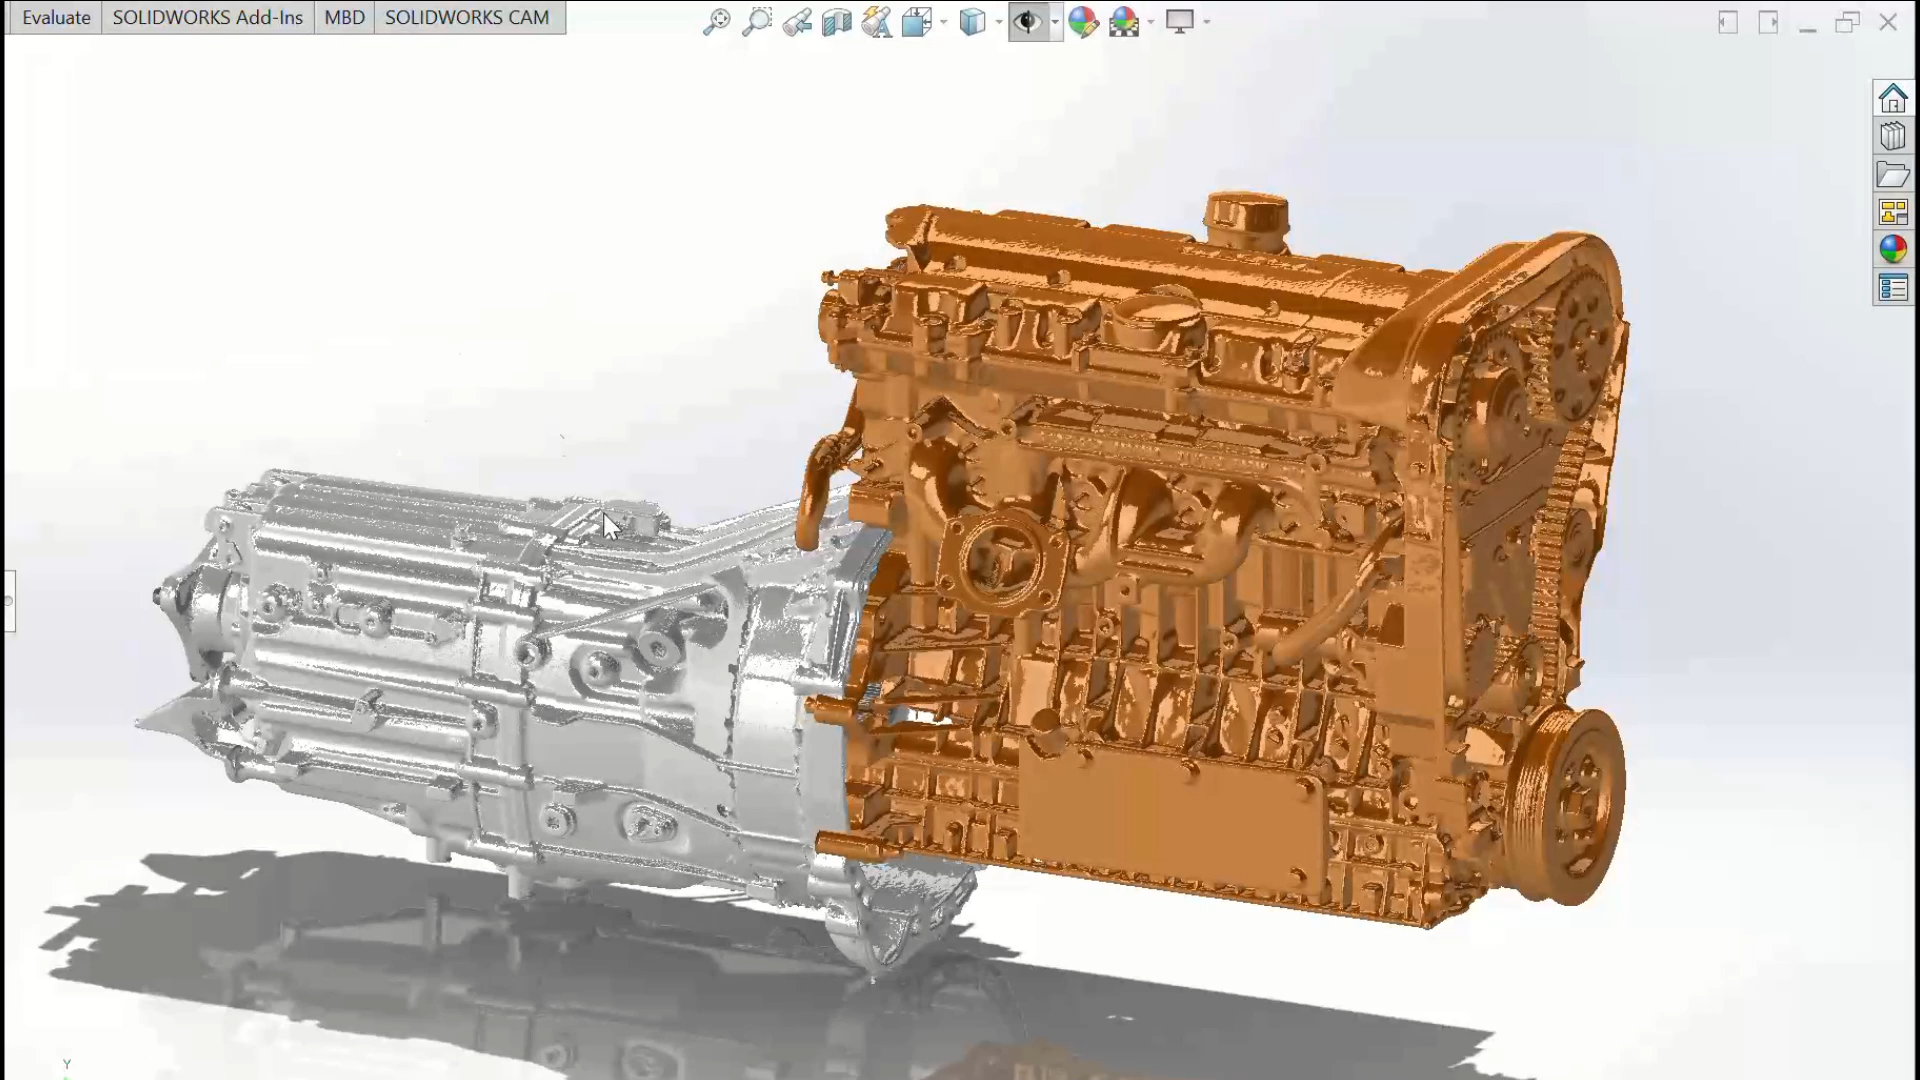 Evaluate
SOLIDWORKS Add-Ins
MBD
SOLIDWORKS CAM
Y